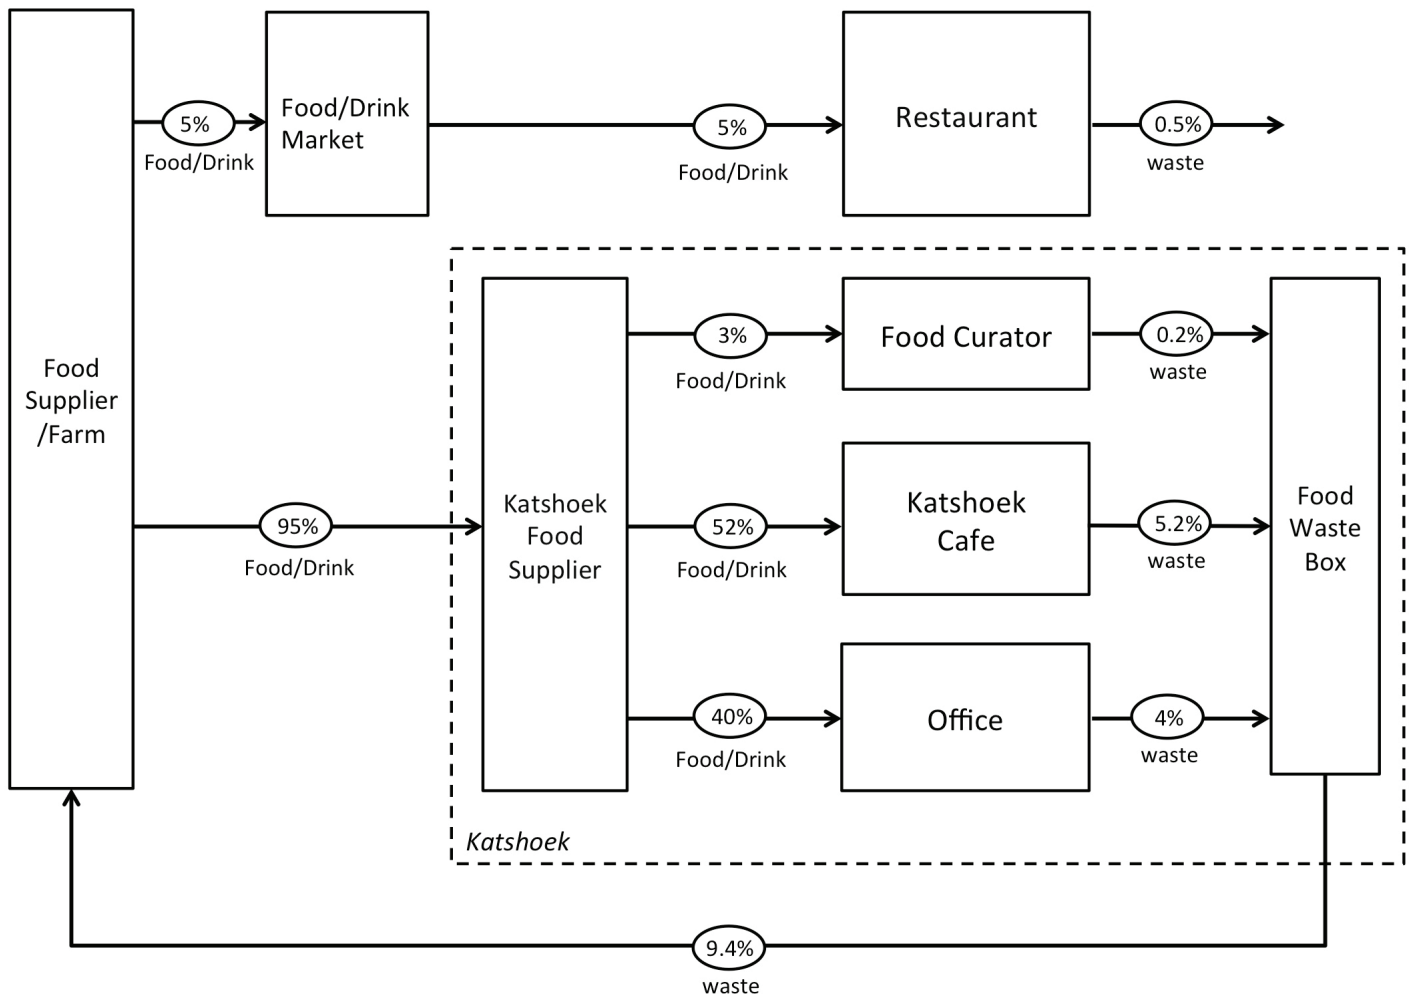 5%
Food/Drink
Food/Drink
Market
5%
Food/Drink
Restaurant
0.5%
waste
Food
Supplier
/Farm
95%
Food/Drink
Katshoek
Food
Supplier
3%
Food/Drink
Food Curator
0.2%
waste
52%
Food/Drink
Katshoek
Cafe
5.2%
waste
40%
Food/Drink
Office
4%
waste
Food
Waste
Box
Katshoek
9.4%
waste